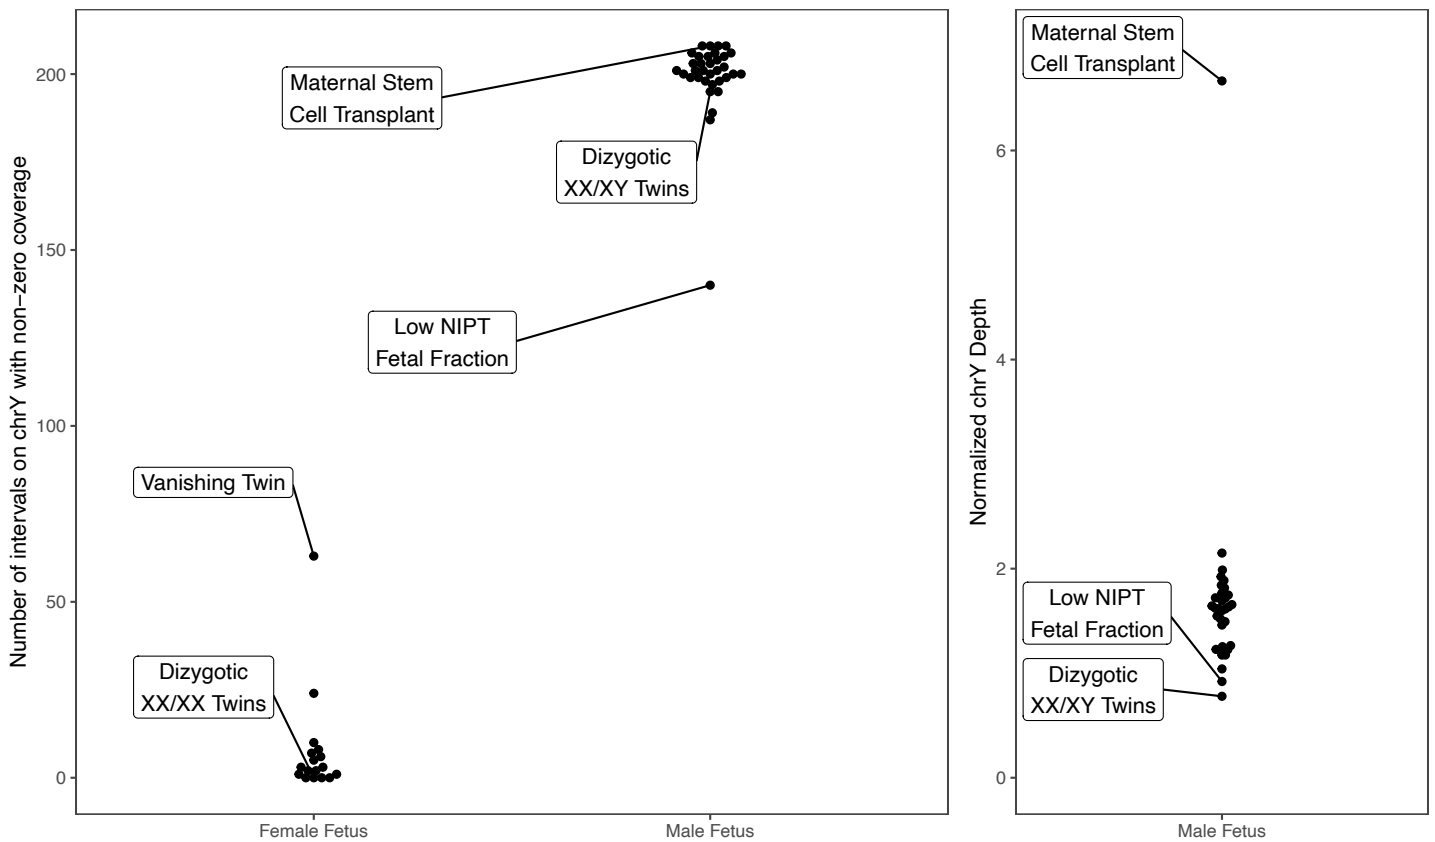 Number of intervals on chrY with non−zero coverage
200
150
100
50
0
Maternal Stem
Cell Transplant
Dizygotic
XX/XY Twins
Low NIPT
Fetal Fraction
Vanishing Twin
Dizygotic
XX/XX Twins
Female Fetus
Male Fetus
Normalized chrY Depth
6
4
2
0
Maternal Stem
Cell Transplant
Low NIPT
Fetal Fraction
Dizygotic
XX/XY Twins
Male Fetus